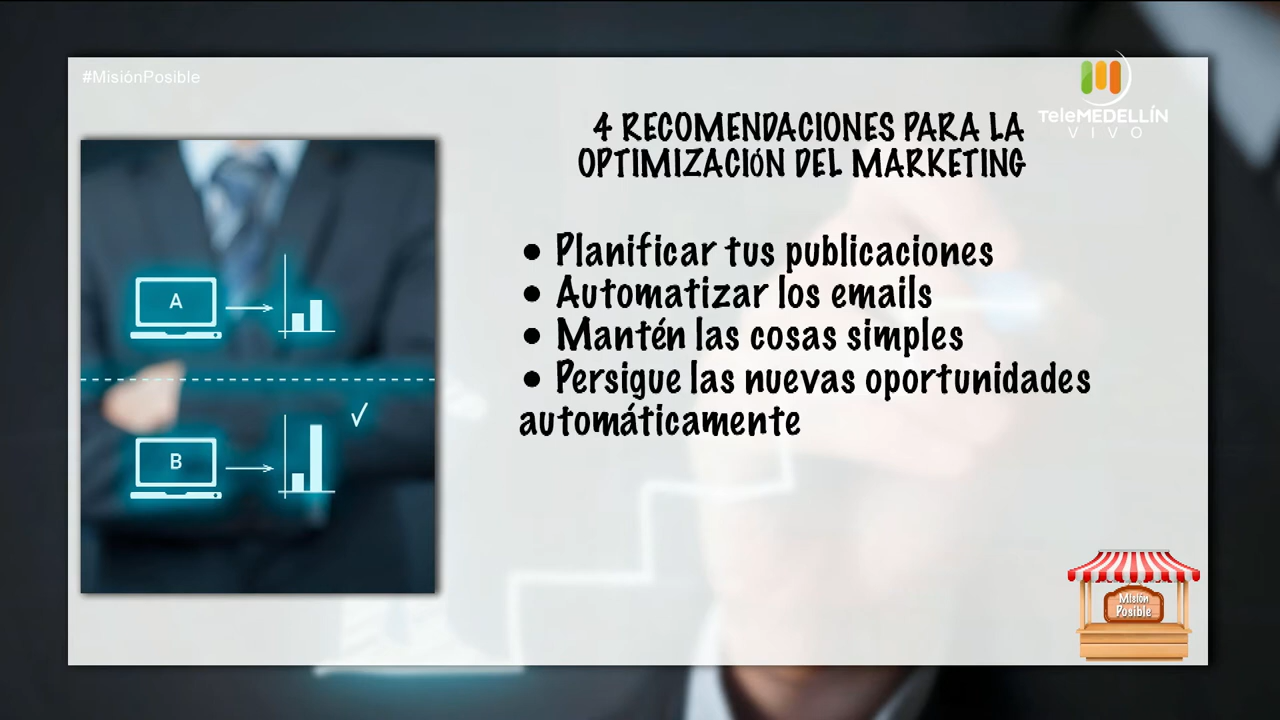 #MisiónPosible
TeleMEDELLÍN
VIVO
4 RECOMENDACIONES PARA LA
OPTIMIZACIÓN DEL MARKETING
• Planificar tus publicaciones
• Automatizar los emails
• Mantén las cosas simples
• Persigue las nuevas oportunidades
automáticamente
A
B
Misión
Posible